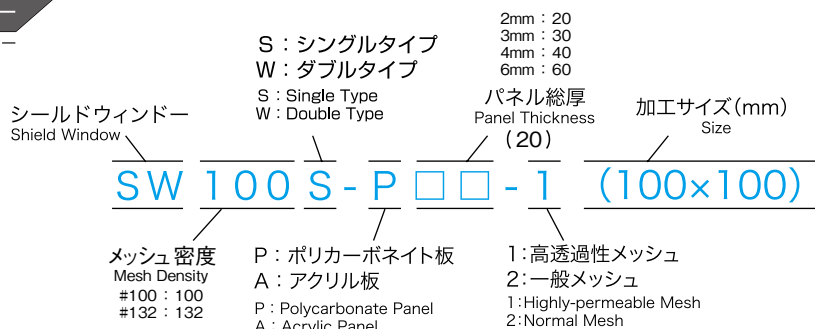 2mm：20
3mm：30
4mm：40
6mm：60
S：シングルタイプ
W：ダブルタイプ
S：Single Type
W：Double Type
パネル総厚
Panel Thickness
(20)
シールドウィンドー
Shield Window
加工サイズ(mm)
Size
SW 100 S - P □□ - 1 (100×100)
メッシュ密度
Mesh Density
#100：100
#132：132
P：ポリカーボネイト板
A：アクリル板
P：Polycarbonate Panel
A：Acrylic Panel
1：高透過性メッシュ
2：一般メッシュ
1：Highly-permeable Mesh
2：Normal Mesh